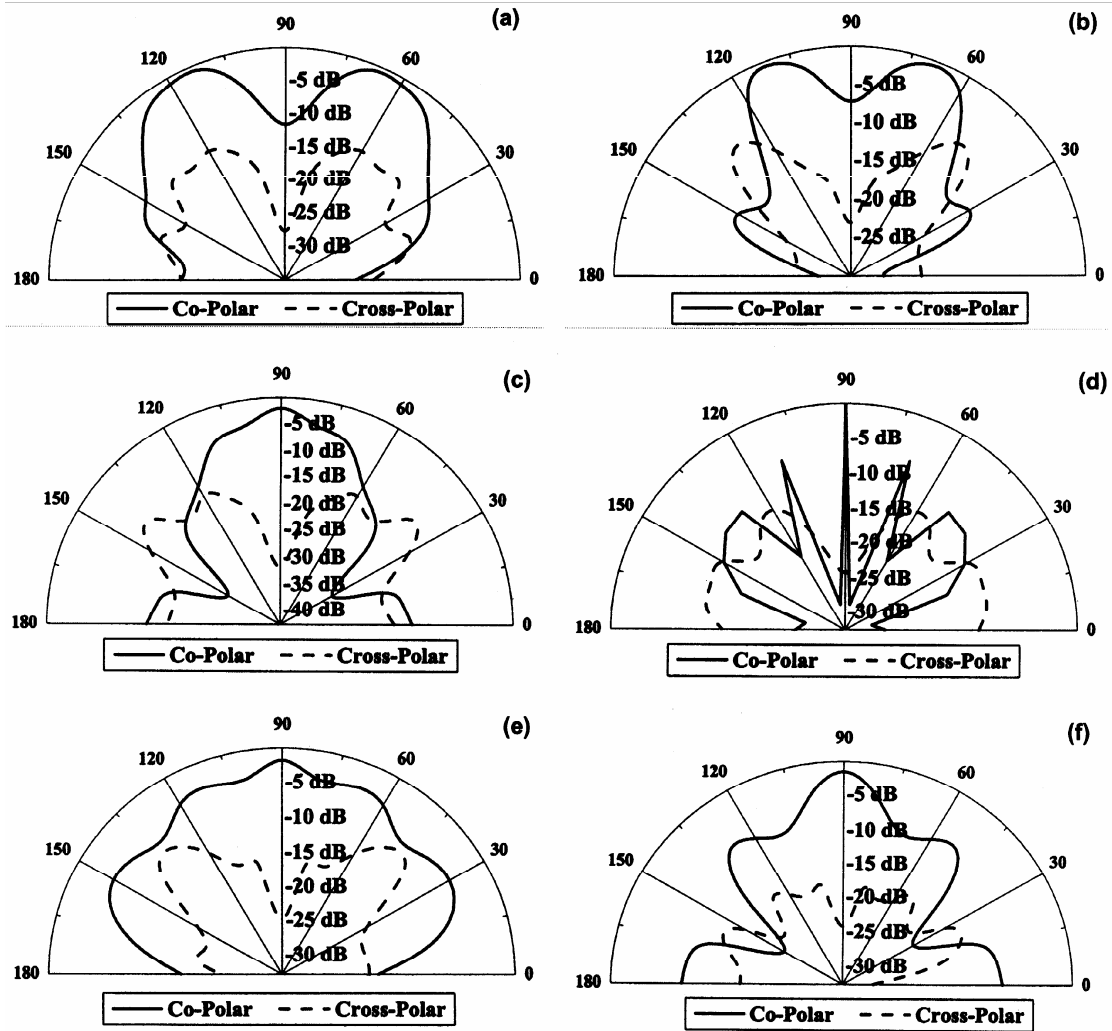 (a)
90
120
60
-5 dB
-10 dB
-15 dB
150
30
-20 dB
-25 dB
-30 dB
180
0
Co-Polar
Cross-Polar
(b)
90
120
60
-5 dB
-10 dB
-15 dB
150
30
-20 dB
-25 dB
180
0
Co-Polar
Cross-Polar
(c)
90
120
60
-5 dB
-10 dB
-15 dB
150
30
-20 dB
-25 dB
-30 dB
-35 dB
-40 dB
180
0
Co-Polar
Cross-Polar
(d)
90
120
60
-5 dB
-10 dB
-15 dB
150
30
-20 dB
-25 dB
-30 dB
180
0
Co-Polar
Cross-Polar
(e)
90
120
60
-5 dB
-10 dB
-15 dB
150
30
-20 dB
-25 dB
-30 dB
180
0
Co-Polar
Cross-Polar
(f)
90
120
60
-5 dB
-10 dB
-15 dB
150
30
-20 dB
-25 dB
-30 dB
180
0
Co-Polar
Cross-Polar